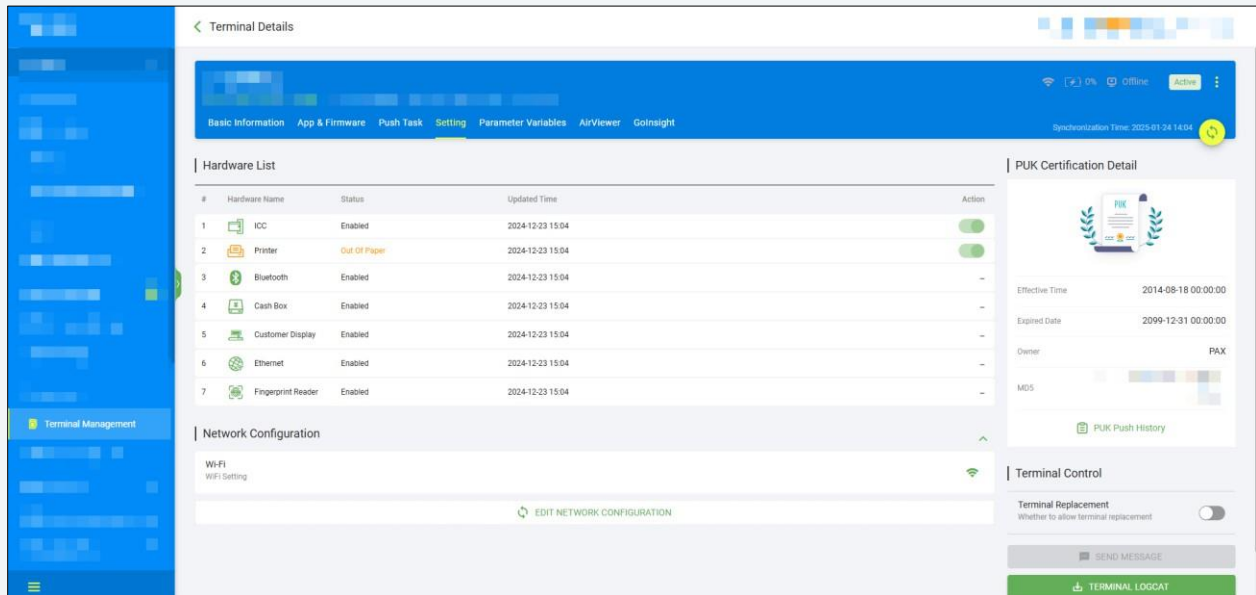 Terminal Details
0% Offline Active
Basic Information App & Firmware Push Task Setting Parameter Variables AirViewer GoInsight
Synchronization Time: 2025-01-24 14:04
Hardware List
# Hardware Name Status Updated Time Action
1 ICC Enabled 2024-12-23 15:04
2 Printer Out Of Paper 2024-12-23 15:04
3 Bluetooth Enabled 2024-12-23 15:04 –
4 Cash Box Enabled 2024-12-23 15:04 –
5 Customer Display Enabled 2024-12-23 15:04 –
6 Ethernet Enabled 2024-12-23 15:04 –
7 Fingerprint Reader Enabled 2024-12-23 15:04 –
Terminal Management
Network Configuration
Wi-Fi
WiFi Setting
EDIT NETWORK CONFIGURATION
PUK Certification Detail
PUK
Effective Time 2014-08-18 00:00:00
Expired Date 2099-12-31 00:00:00
Owner PAX
MD5
PUK Push History
Terminal Control
Terminal Replacement
Whether to allow terminal replacement
SEND MESSAGE
TERMINAL LOGCAT